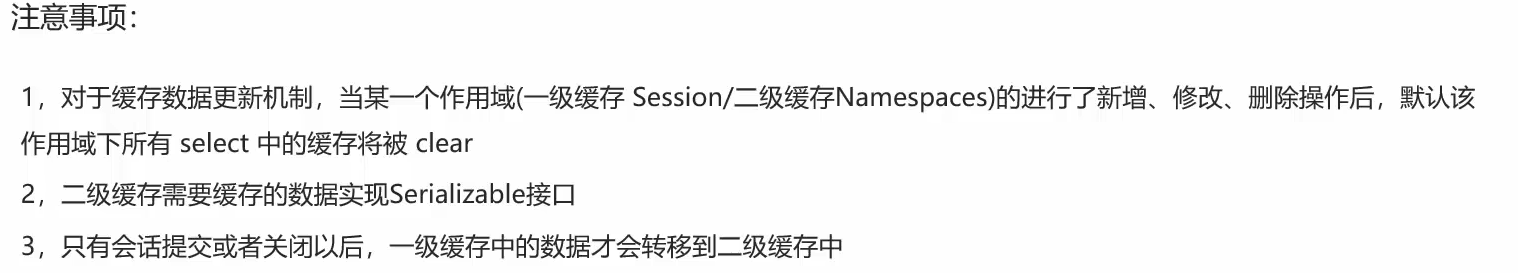 注意事项：
1，对于缓存数据更新机制，当某一个作用域(一级缓存 Session/二级缓存Namespaces)的进行了新增、修改、删除操作后，默认该
作用域下所有 select 中的缓存将被 clear
2，二级缓存需要缓存的数据实现Serializable接口
3，只有会话提交或者关闭以后，一级缓存中的数据才会转移到二级缓存中